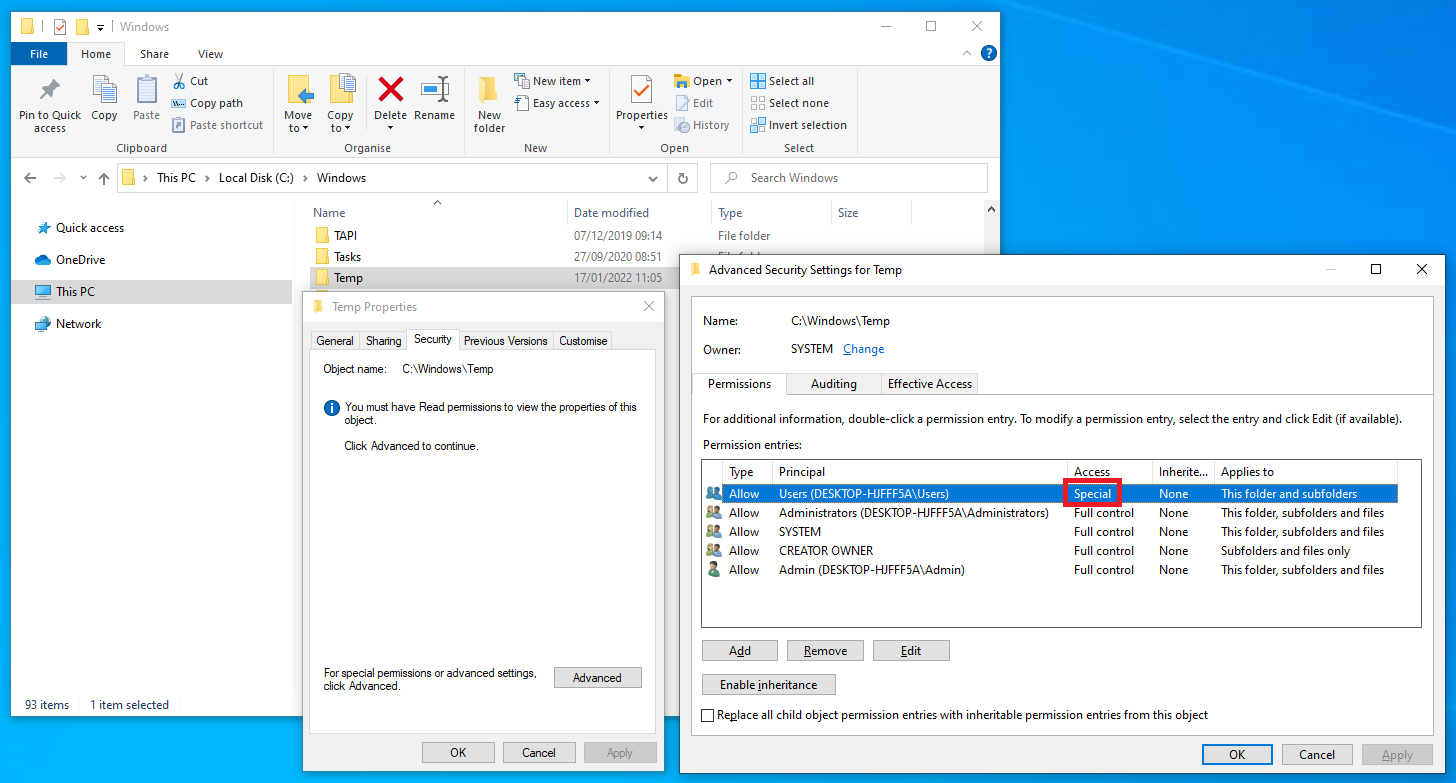 Windows
File Home Share View
Pin to Quick access
Copy
Paste
Cut
Copy path
Paste shortcut
Clipboard
Move to
Copy to
Delete
Rename
Organise
New folder
New item
Easy access
New
Properties
Open
Edit
History
Open
Select all
Select none
Invert selection
Select
This PC > Local Disk (C:) > Windows
Search Windows
Quick access
OneDrive
This PC
Network
Name Date modified Type Size
TAPI 07/12/2019 09:14 File folder
Tasks 27/09/2020 08:51
Temp 17/01/2022 11:05
93 items 1 item selected
Temp Properties
General Sharing Security Previous Versions Customise
Object name: C:\Windows\Temp
You must have Read permissions to view the properties of this
object.
Click Advanced to continue.
For special permissions or advanced settings,
click Advanced.
Advanced
OK Cancel Apply
Advanced Security Settings for Temp
Name: C:\Windows\Temp
Owner: SYSTEM Change
Permissions Auditing Effective Access
For additional information, double-click a permission entry. To modify a permission entry, select the entry and click Edit (if available).
Permission entries:
Type Principal Access Inherite... Applies to
Allow Users (DESKTOP-HJFFF5A\Users) Special None This folder and subfolders
Allow Administrators (DESKTOP-HJFFF5A\Administrators) Full control None This folder, subfolders and files
Allow SYSTEM Full control None This folder, subfolders and files
Allow CREATOR OWNER Full control None Subfolders and files only
Allow Admin (DESKTOP-HJFFF5A\Admin) Full control None This folder, subfolders and files
Add Remove Edit
Enable inheritance
Replace all child object permission entries with inheritable permission entries from this object
OK Cancel Apply